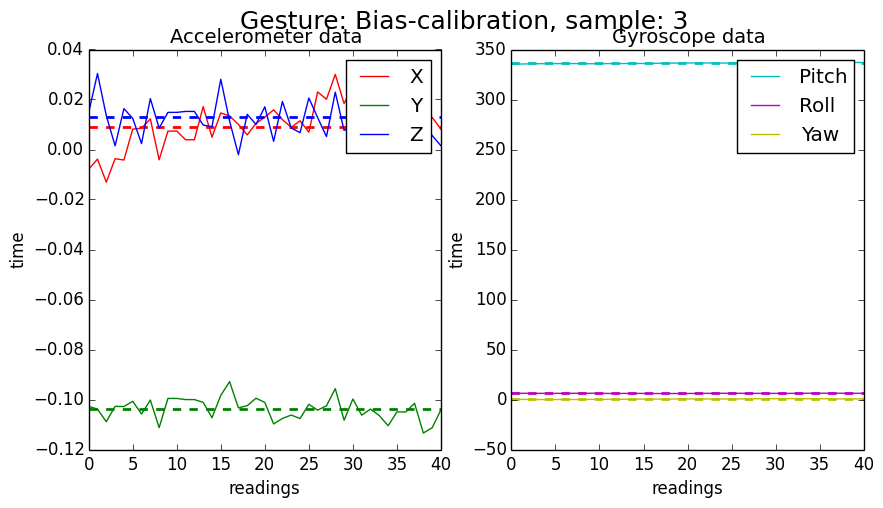 Gesture: Bias-calibration, sample: 3
Accelerometer data
0.04
0.02
0.00
−0.02
−0.04
−0.06
−0.08
−0.10
−0.12
time
0 5 10 15 20 25 30 35 40
readings
X
Y
Z
Gyroscope data
350
300
250
200
150
100
50
0
−50
time
0 5 10 15 20 25 30 35 40
readings
Pitch
Roll
Yaw